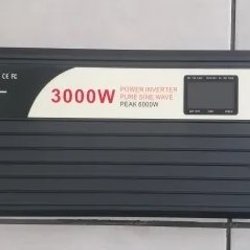 CE FC
3000W
POWER INVERTER
PURE SINE WAVE
PEAK 6000W